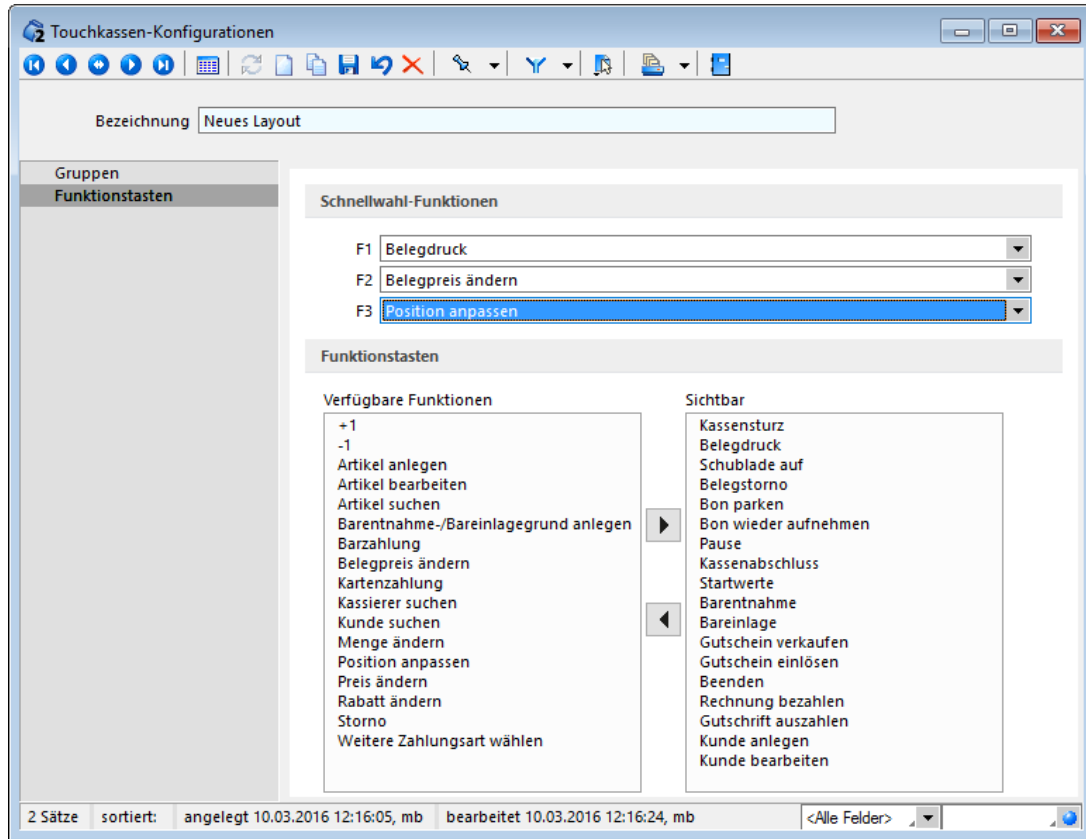 Touchkassen-Konfigurationen
Bezeichnung Neues Layout
Gruppen
Funktionstasten
Schnellwahl-Funktionen
F1 Belegdruck
F2 Belegpreis ändern
F3 Position anpassen
Funktionstasten
Verfügbare Funktionen
+1
-1
Artikel anlegen
Artikel bearbeiten
Artikel suchen
Barentnahme-/Bareinlagegrund anlegen
Barzahlung
Belegpreis ändern
Kartenzahlung
Kassierer suchen
Kunde suchen
Menge ändern
Position anpassen
Preis ändern
Rabatt ändern
Storno
Weitere Zahlungsart wählen
Sichtbar
Kassensturz
Belegdruck
Schublade auf
Belegstorno
Bon parken
Bon wieder aufnehmen
Pause
Kassenabschluss
Startwerte
Barentnahme
Bareinlage
Gutschein verkaufen
Gutschein einlösen
Beenden
Rechnung bezahlen
Gutschrift auszahlen
Kunde anlegen
Kunde bearbeiten
2 Sätze sortiert: angelegt 10.03.2016 12:16:05, mb bearbeitet 10.03.2016 12:16:24, mb <Alle Felder>